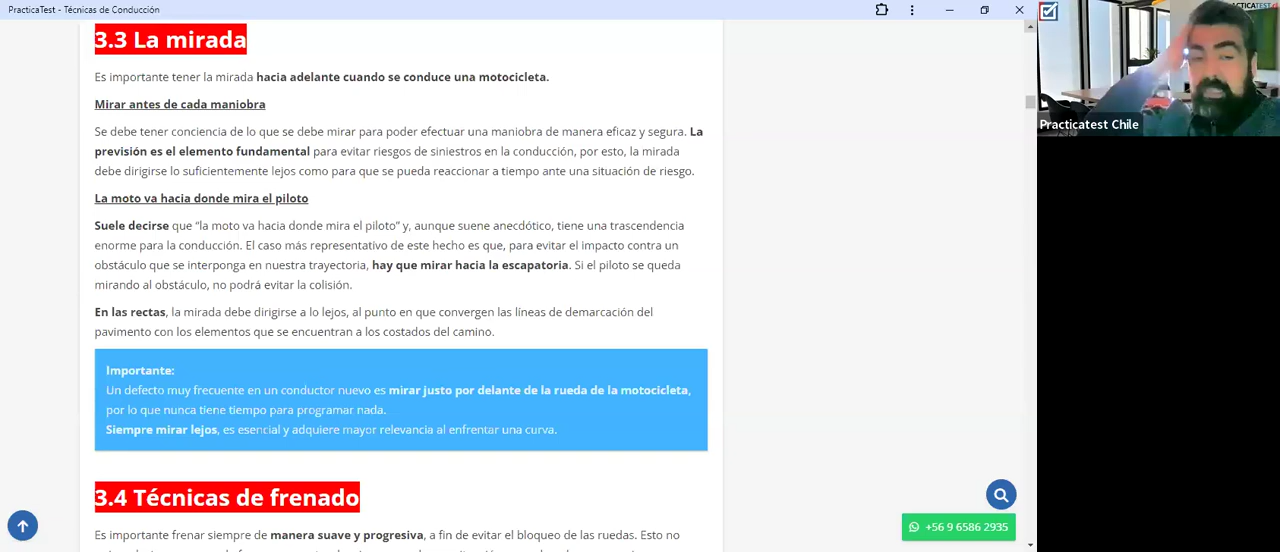 PracticaTest - Técnicas de Conducción
3.3 La mirada
Es importante tener la mirada hacia adelante cuando se conduce una motocicleta.
Mirar antes de cada maniobra
Se debe tener conciencia de lo que se debe mirar para poder efectuar una maniobra de manera eficaz y segura. La
previsión es el elemento fundamental para evitar riesgos de siniestros en la conducción, por esto, la mirada
debe dirigirse lo suficientemente lejos como para que se pueda reaccionar a tiempo ante una situación de riesgo.
La moto va hacia donde mira el piloto
Suele decirse que “la moto va hacia donde mira el piloto” y, aunque suene anecdótico, tiene una trascendencia
enorme para la conducción. El caso más representativo de este hecho es que, para evitar el impacto contra un
obstáculo que se interponga en nuestra trayectoria, hay que mirar hacia la escapatoria. Si el piloto se queda
mirando al obstáculo, no podrá evitar la colisión.
En las rectas, la mirada debe dirigirse a lo lejos, al punto en que convergen las líneas de demarcación del
pavimento con los elementos que se encuentran a los costados del camino.
Importante:
Un defecto muy frecuente en un conductor nuevo es mirar justo por delante de la rueda de la motocicleta,
por lo que nunca tiene tiempo para programar nada.
Siempre mirar lejos, es esencial y adquiere mayor relevancia al enfrentar una curva.
3.4 Técnicas de frenado
Es importante frenar siempre de manera suave y progresiva, a fin de evitar el bloqueo de las ruedas. Esto no
+56 9 6586 2935
Practicatest Chile